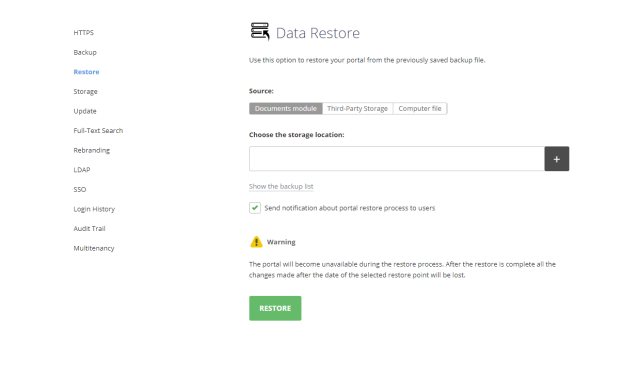 HTTPS
Backup
Restore
Storage
Update
Full-Text Search
Rebranding
LDAP
SSO
Login History
Audit Trail
Multitenancy
Data Restore
Use this option to restore your portal from the previously saved backup file.
Source:
Documents module Third-Party Storage Computer file
Choose the storage location:
+
Show the backup list
Send notification about portal restore process to users
Warning
The portal will become unavailable during the restore process. After the restore is complete all the
changes made after the date of the selected restore point will be lost.
RESTORE